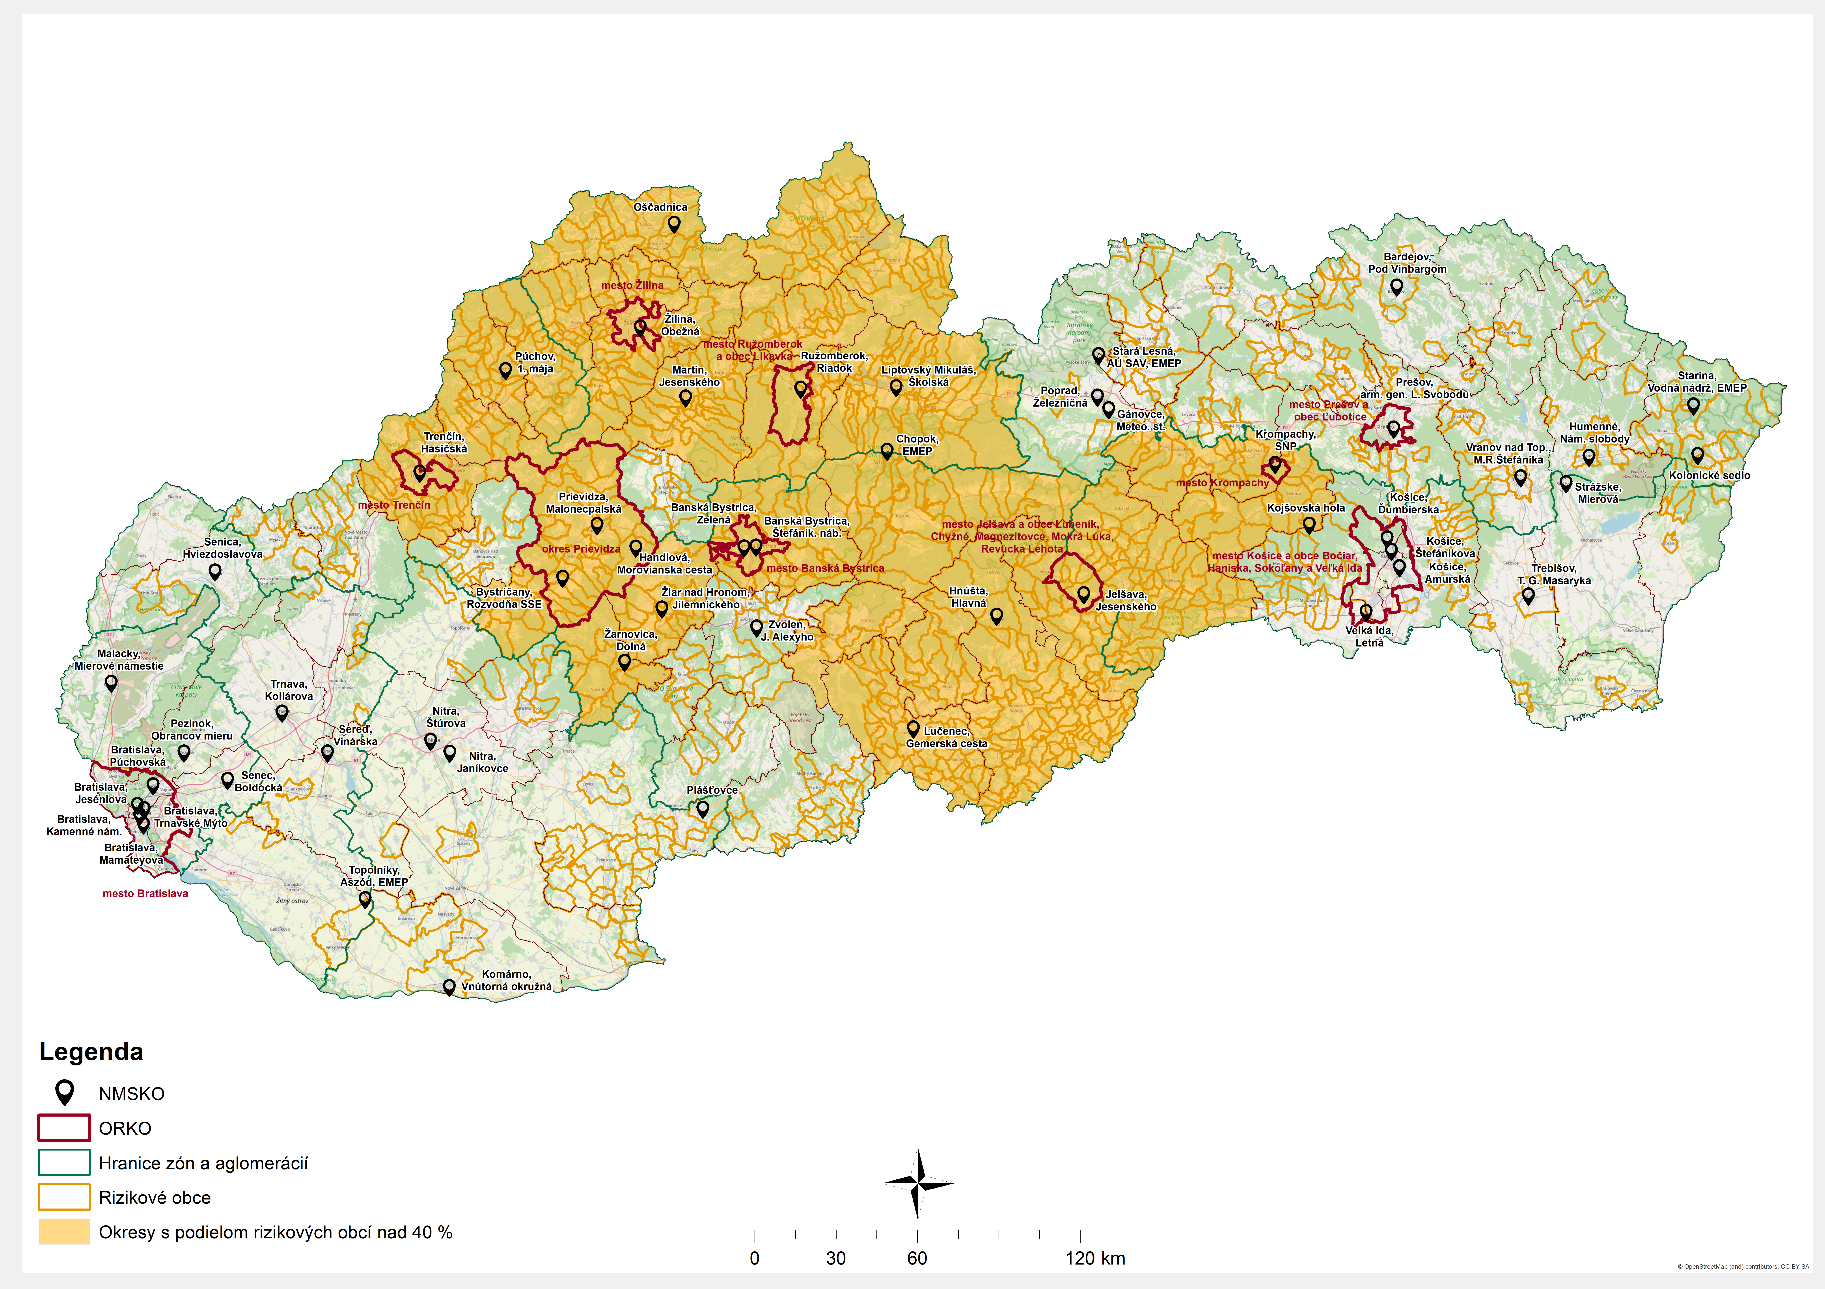 Oščadnica
mesto Žilina
Žilina,
Obežná
Púchov,
1. mája
mesto Ružomberok
a obec Likavka
Ružomberok,
Riadok
Martin,
Jesenského
Liptovský Mikuláš,
Školská
Chopok,
EMEP
Trenčín,
Hasičská
mesto Trenčín
Prievidza,
Malonecpalská
okres Prievidza
Handlová,
Morovianska cesta
Bystričany,
Rozvodňa SSE
Banská Bystrica,
Zelená
Banská Bystrica,
Štefánik. náb.
mesto Banská Bystrica
Žiar nad Hronom,
Jilemnického
Žarnovica,
Dolná
Zvolen,
J. Alexyho
Hnúšťa,
Hlavná
mesto Jelšava a obce Lubeník,
Chyžné, Magnezitovce, Mokrá Lúka,
Revúcka Lehota
Jelšava,
Jesenského
Lučenec,
Gemerská cesta
Plášťovce
Stará Lesná,
AÚ SAV, EMEP
Poprad,
Železničná
Gánovce,
Meteo. st.
Bardejov,
Pod Vinbargom
Prešov,
arm. gen. L. Svobodu
mesto Prešov a
obec Ľubotice
Krompachy,
SNP
mesto Krompachy
Kojšovská hola
Košice,
Ďumbierska
Košice,
Štefánikova
Košice,
Amurská
mesto Košice a obce Bočiar,
Haniska, Sokoľany a Veľká Ida
Veľká Ida,
Letná
Starina,
Vodná nádrž, EMEP
Humenné,
Nám. slobody
Vranov nad Top.,
M.R.Štefánika
Kolonické sedlo
Strážske,
Mierová
Trebišov,
T. G. Masaryka
Senica,
Hviezdoslavova
Malacky,
Mierové námestie
Trnava,
Kollárova
Pezinok,
Obrancov mieru
Sereď,
Vinárska
Nitra,
Štúrova
Nitra,
Janíkovce
Bratislava,
Púchovská
Senec,
Boldocká
Bratislava,
Jeséniova
Bratislava,
Trnavské Mýto
Bratislava,
Kamenné nám.
Bratislava,
Mamateyova
mesto Bratislava
Topoľníky,
Aszód, EMEP
Komárno,
Vnútorná okružná
Legenda
NMSKO
ORKO
Hranice zón a aglomerácií
Rizikové obce
Okresy s podielom rizikových obcí nad 40 %
0 30 60 120 km
© OpenStreetMap (and) contributors, CC-BY-SA